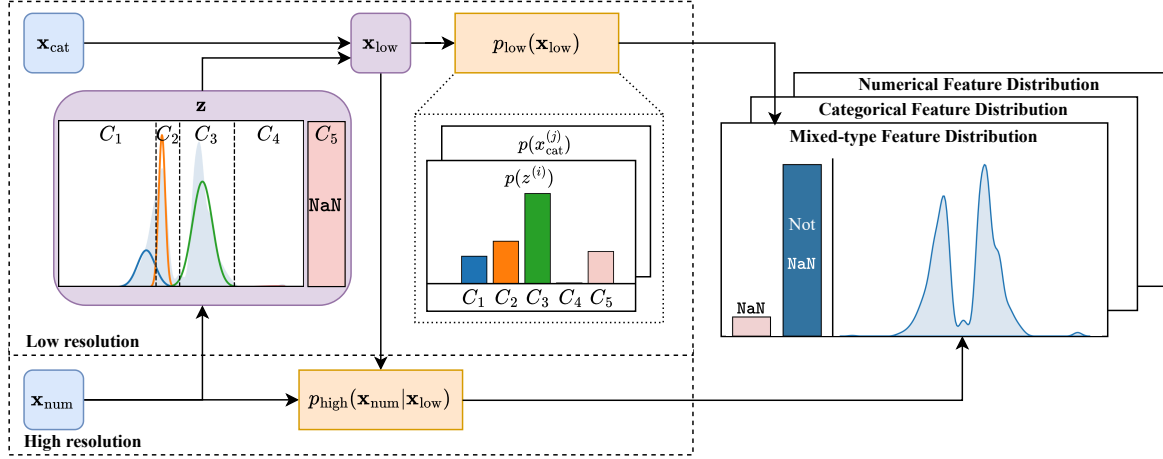 x_cat
x_low
p_low(x_low)
z
C_1 C_2 C_3 C_4 C_5
NaN
p(x_cat^(j))
p(z^(i))
C_1 C_2 C_3 C_4 C_5
Low resolution
Numerical Feature Distribution
Categorical Feature Distribution
Mixed-type Feature Distribution
Not
NaN
NaN
x_num
p_high(x_num|x_low)
High resolution